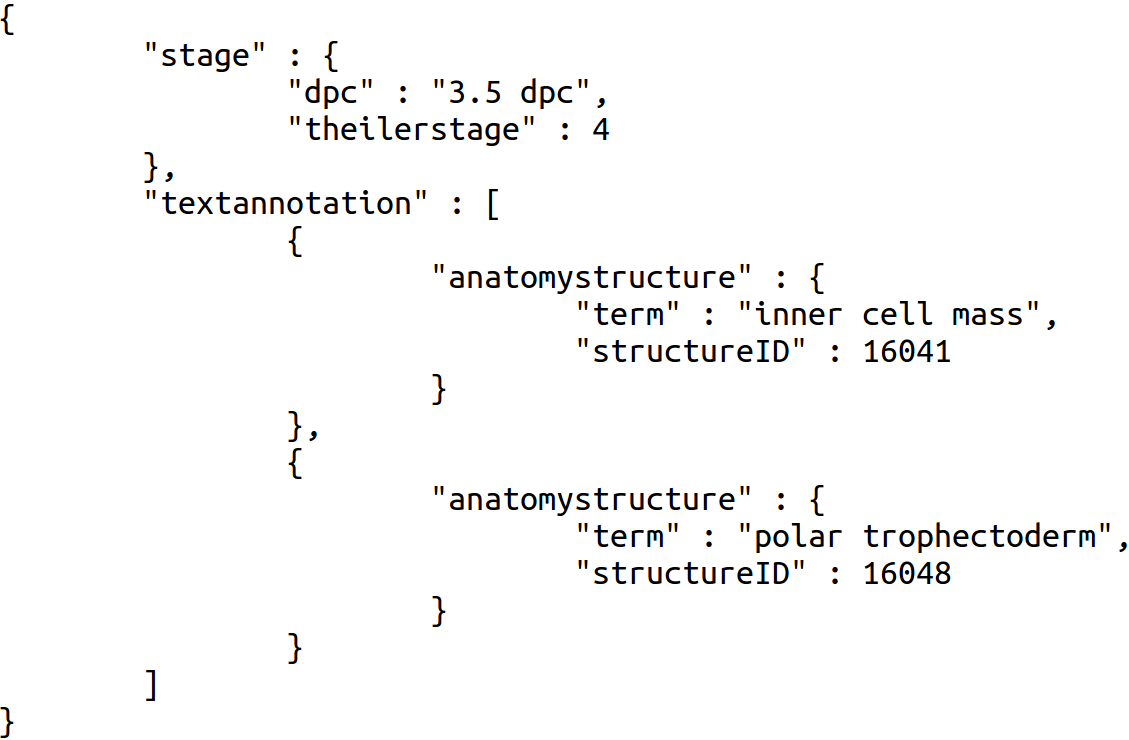 {
	"stage" : {
		"dpc" : "3.5 dpc",
		"theilerstage" : 4
	},
	"textannotation" : [
		{
			"anatomystructure" : {
				"term" : "inner cell mass",
				"structureID" : 16041
			}
		},
		{
			"anatomystructure" : {
				"term" : "polar trophectoderm",
				"structureID" : 16048
			}
		}
	]
}